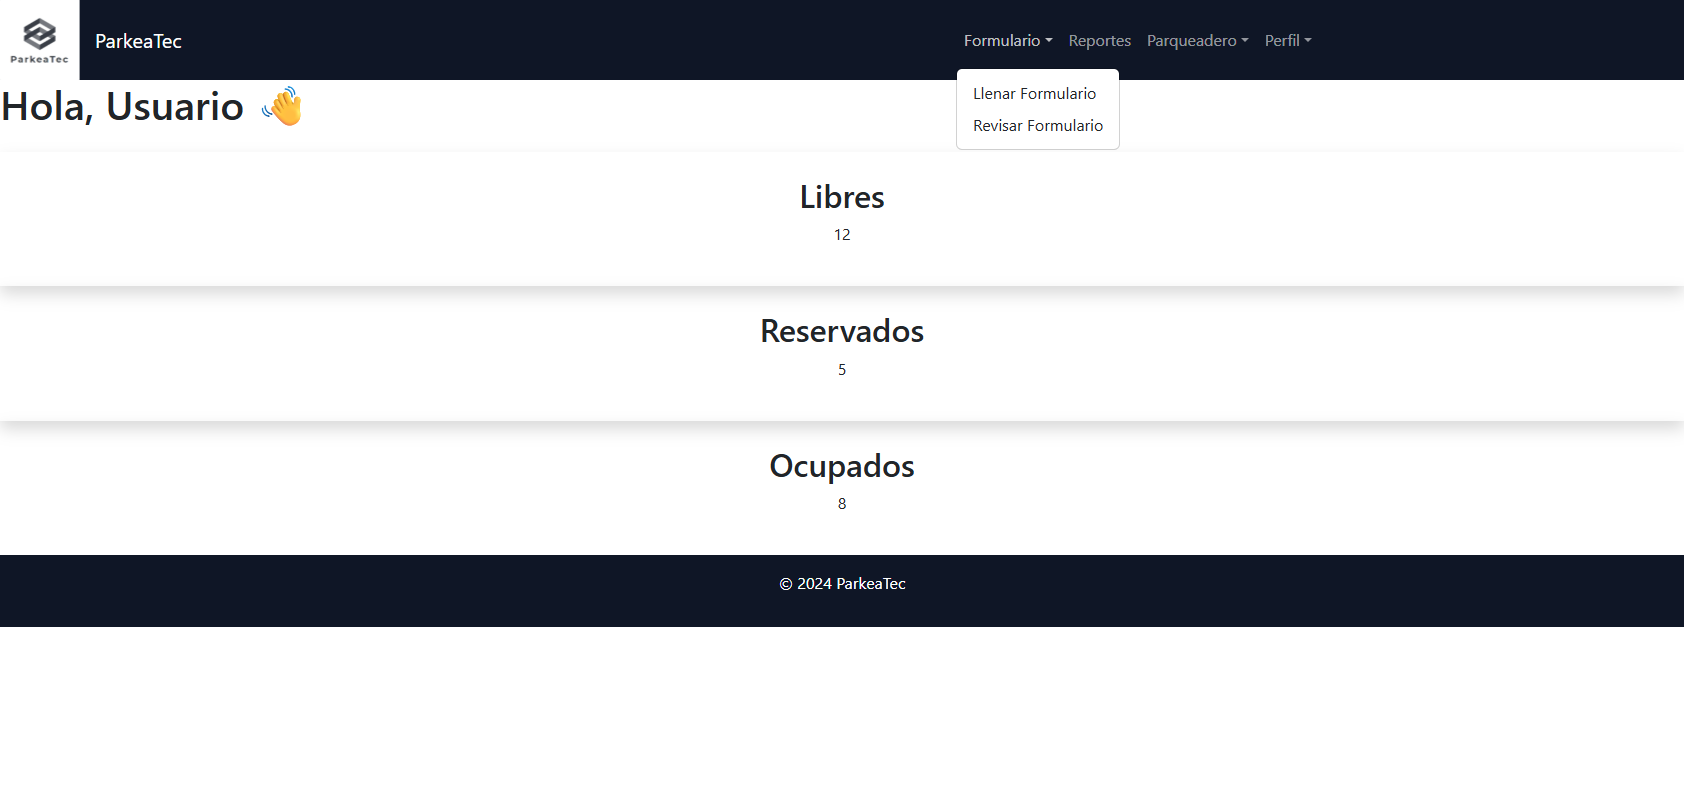 ParkeaTec
ParkeaTec
Formulario Reportes Parqueadero Perfil
Llenar Formulario
Revisar Formulario
Hola, Usuario 👋
Libres
12
Reservados
5
Ocupados
8
© 2024 ParkeaTec